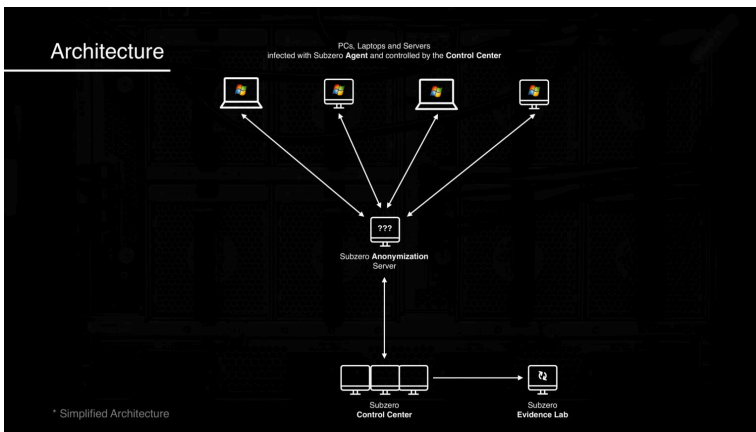 Architecture
PCs, Laptops and Servers
infected with Subzero Agent and controlled by the Control Center
???
Subzero Anonymization
Server
Subzero
Control Center
Subzero
Evidence Lab
* Simplified Architecture